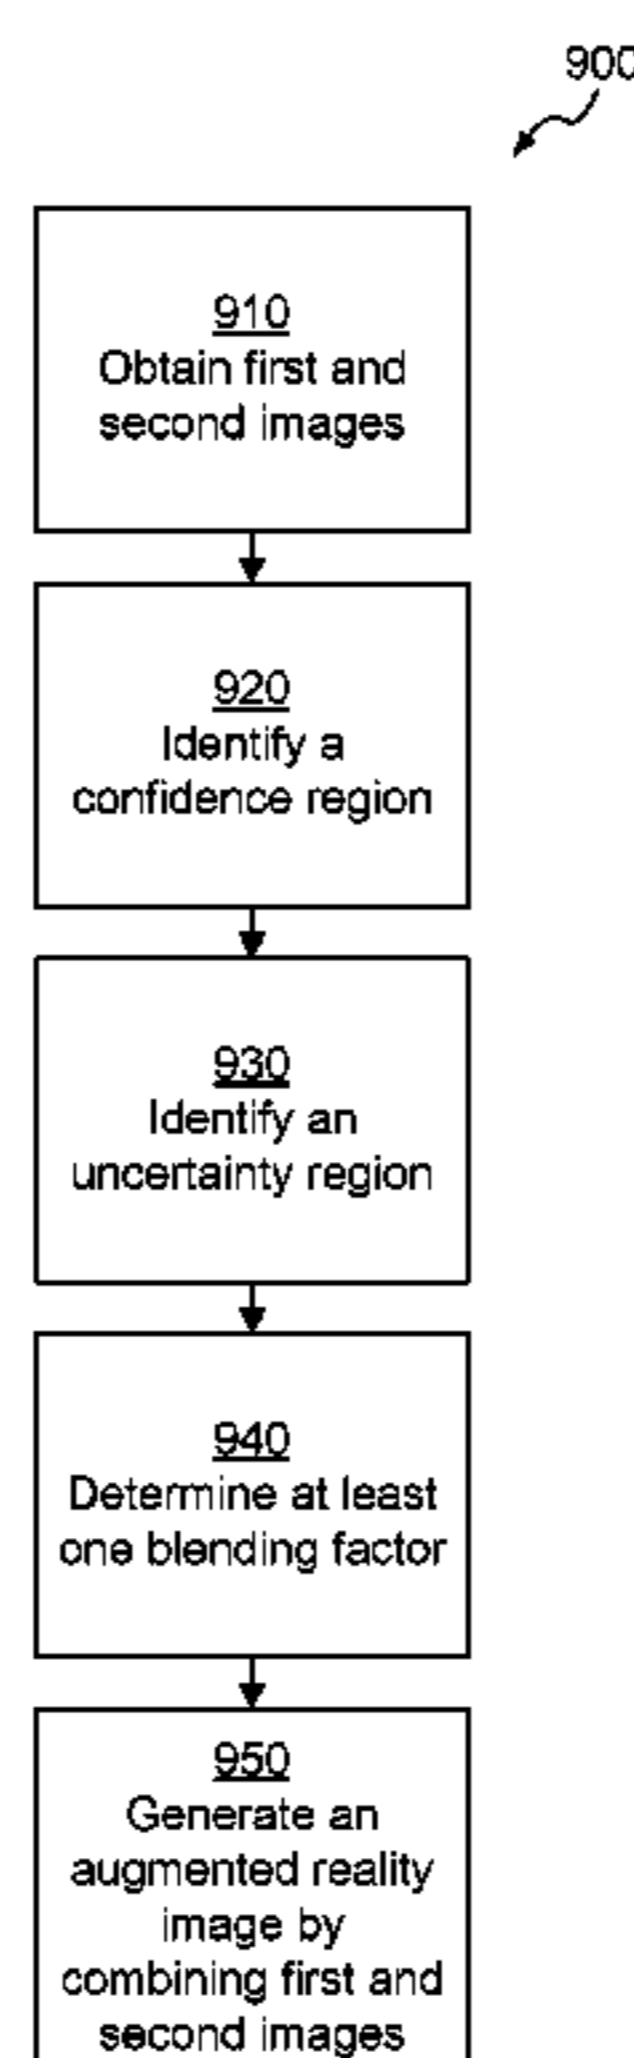 900
910
Obtain first and
second images
920
Identify a
confidence region
930
Identify an
uncertainty region
940
Determine at least
one blending factor
950
Generate an
augmented reality
image by
combining first and
second images